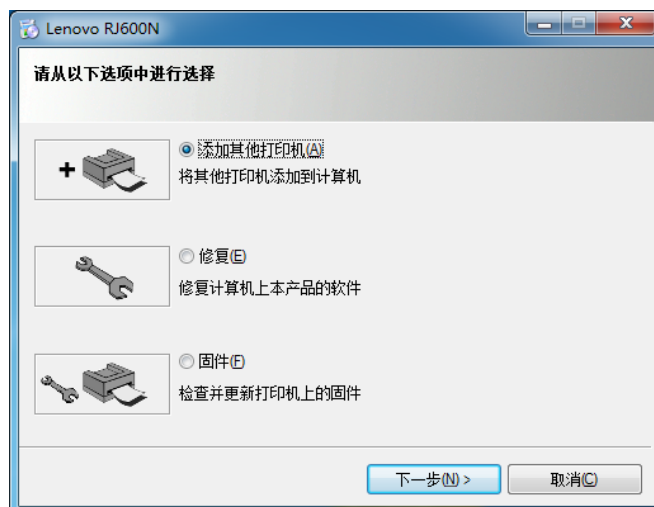 Lenovo RJ600N
请从以下选项中进行选择
添加其他打印机(A)
将其他打印机添加到计算机
修复(E)
修复计算机上本产品的软件
固件(F)
检查并更新打印机上的固件
下一步(N) >
取消(C)